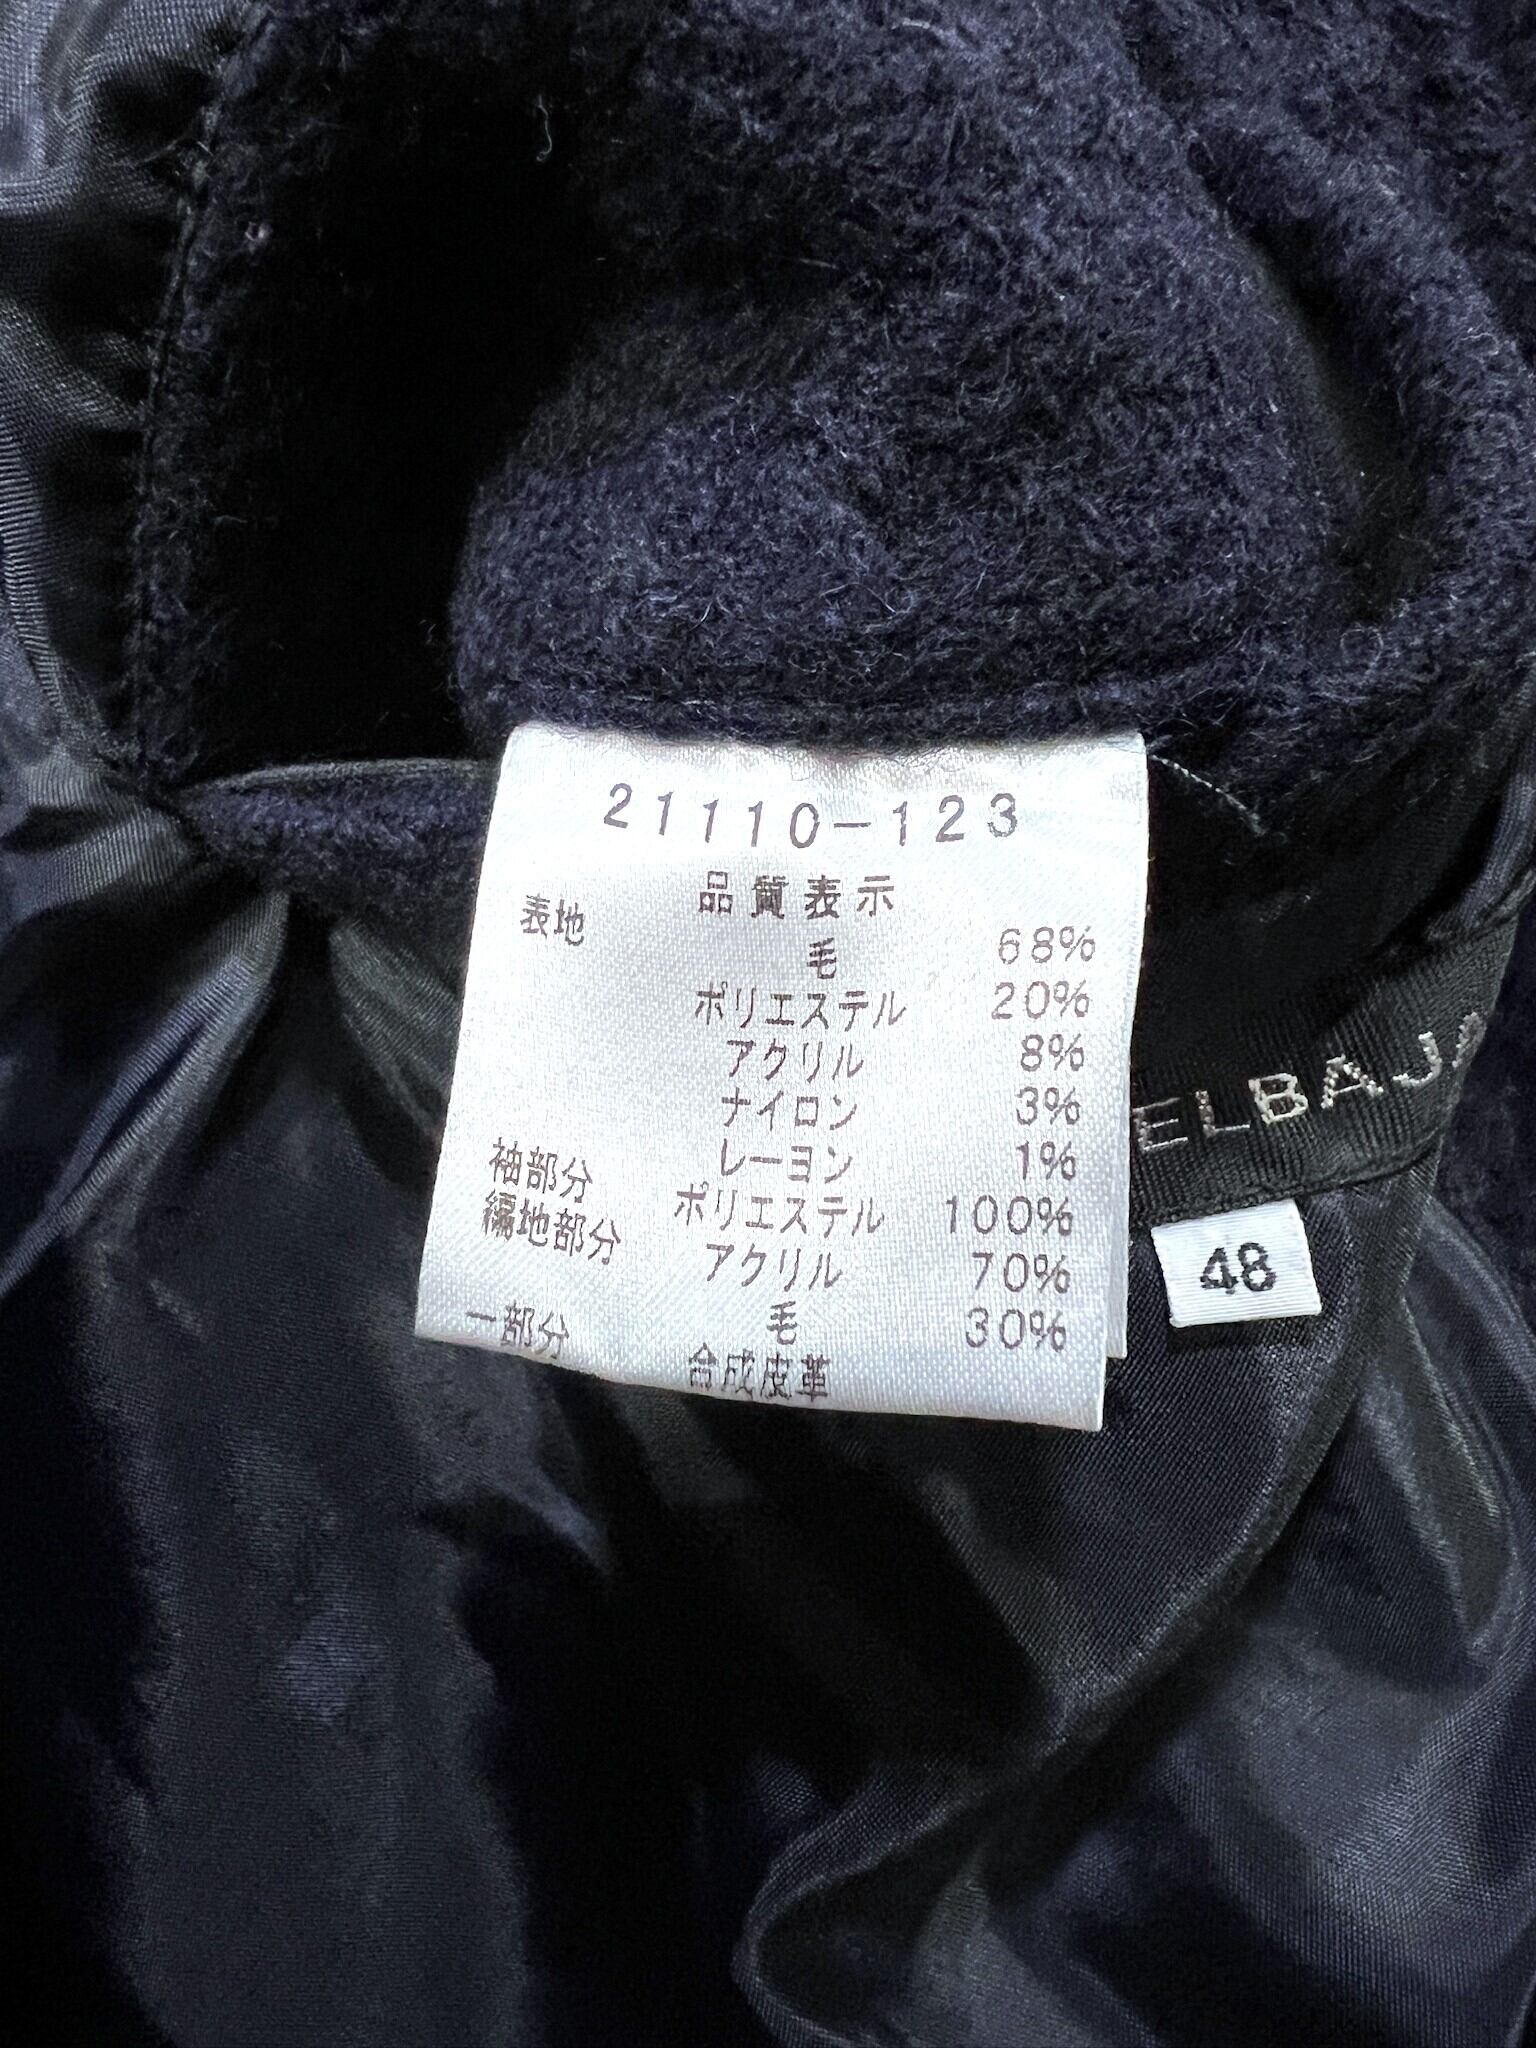 21110-123
品質表示
表地
毛 68%
ポリエステル 20%
アクリル 8%
ナイロン 3%
レーヨン 1%
袖部分 ポリエステル 100%
編地部分 アクリル 70%
毛 30%
一部分 合成皮革
ELBAJA
48